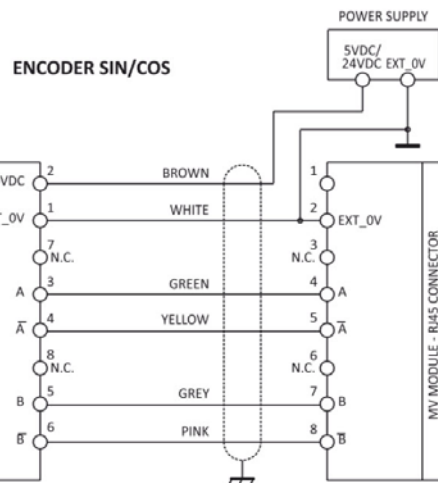 POWER SUPPLY
5VDC/
24VDC EXT_0V
ENCODER SIN/COS
VDC 2 BROWN 1
_0V 1 WHITE 2 EXT_0V
7 N.C. 3 N.C.
A 3 GREEN 4 A
A̅ 4 YELLOW 5 A̅
8 N.C. 6 N.C.
B 5 GREY 7 B
B̅ 6 PINK 8 B̅
MV MODULE - RJ45 CONNECTOR